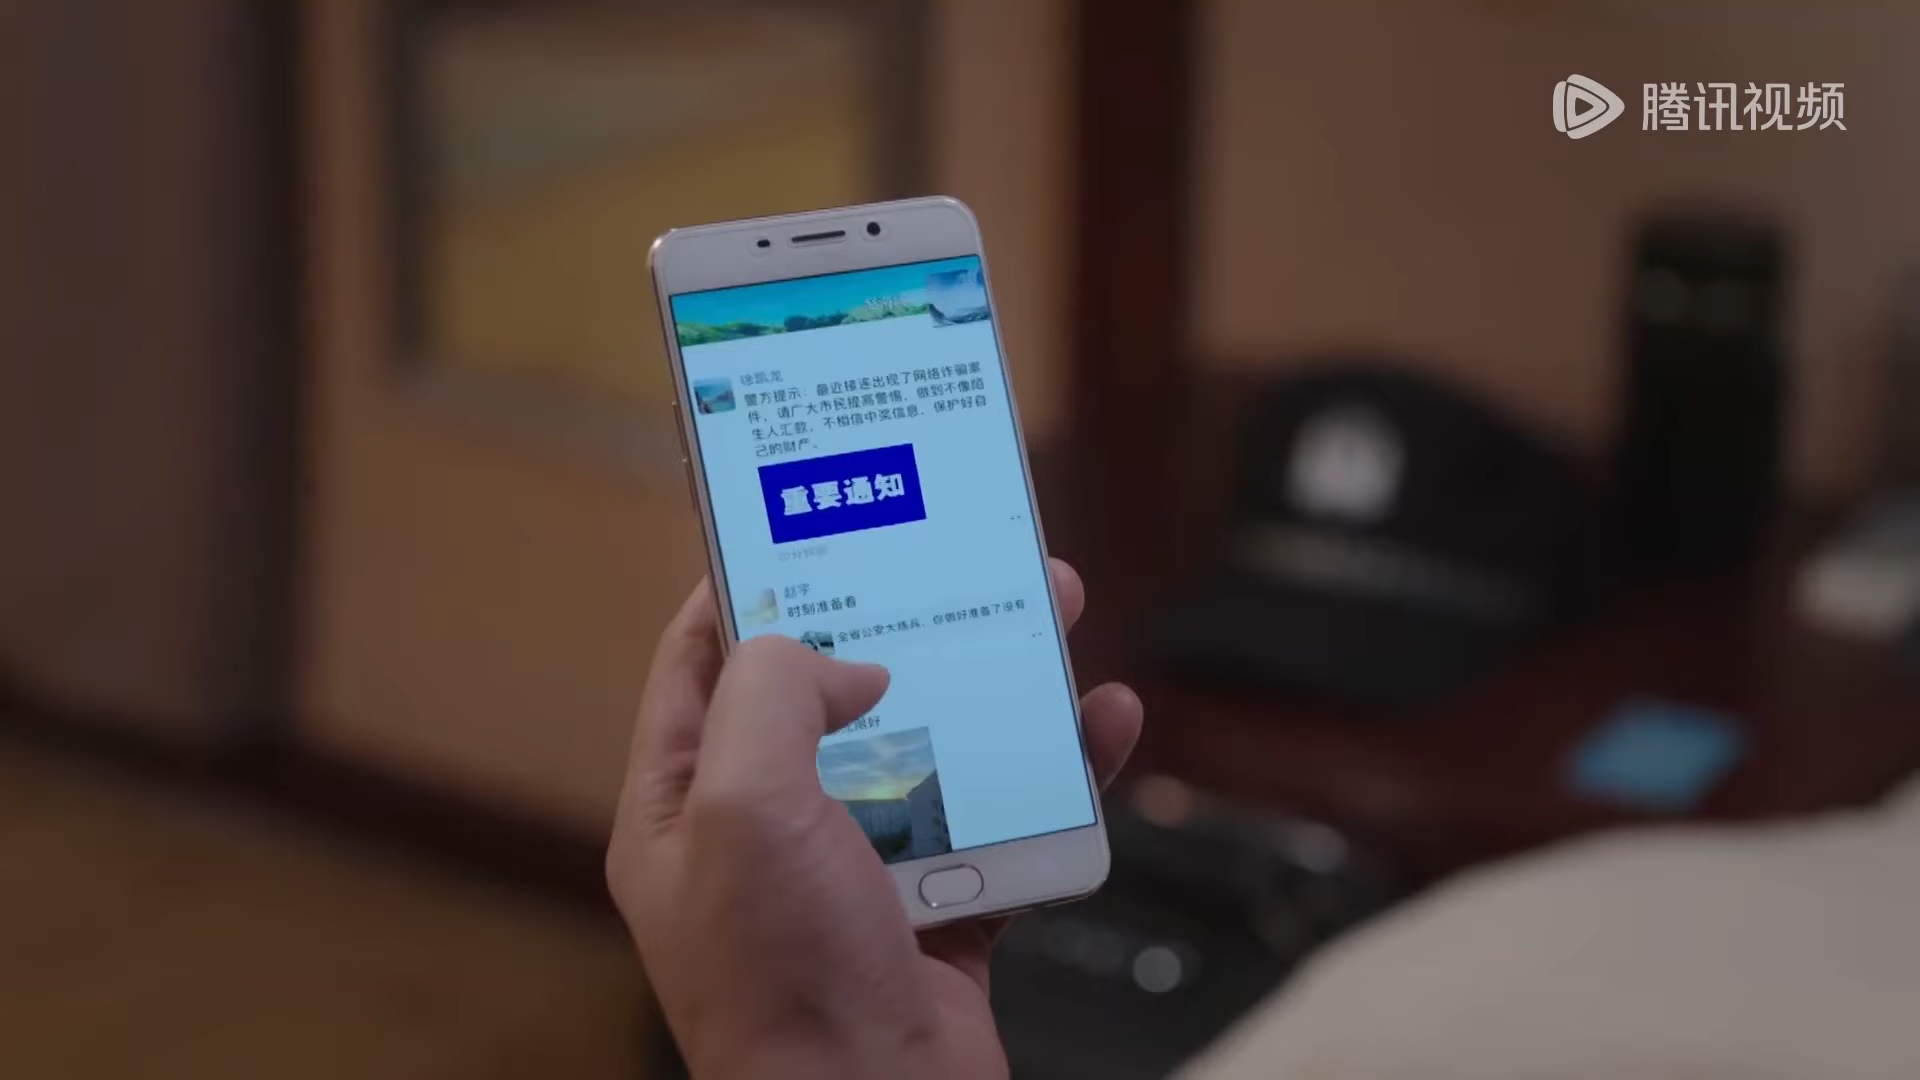 腾讯视频
徐凯龙
警方提示：最近接连出现了网络诈骗案
件，请广大市民提高警惕，做到不像陌
生人汇款，不相信中奖信息，保护好自
己的财产。
重要通知
赵宇
时刻准备着
全省公安大练兵，你做好准备了没有
限好